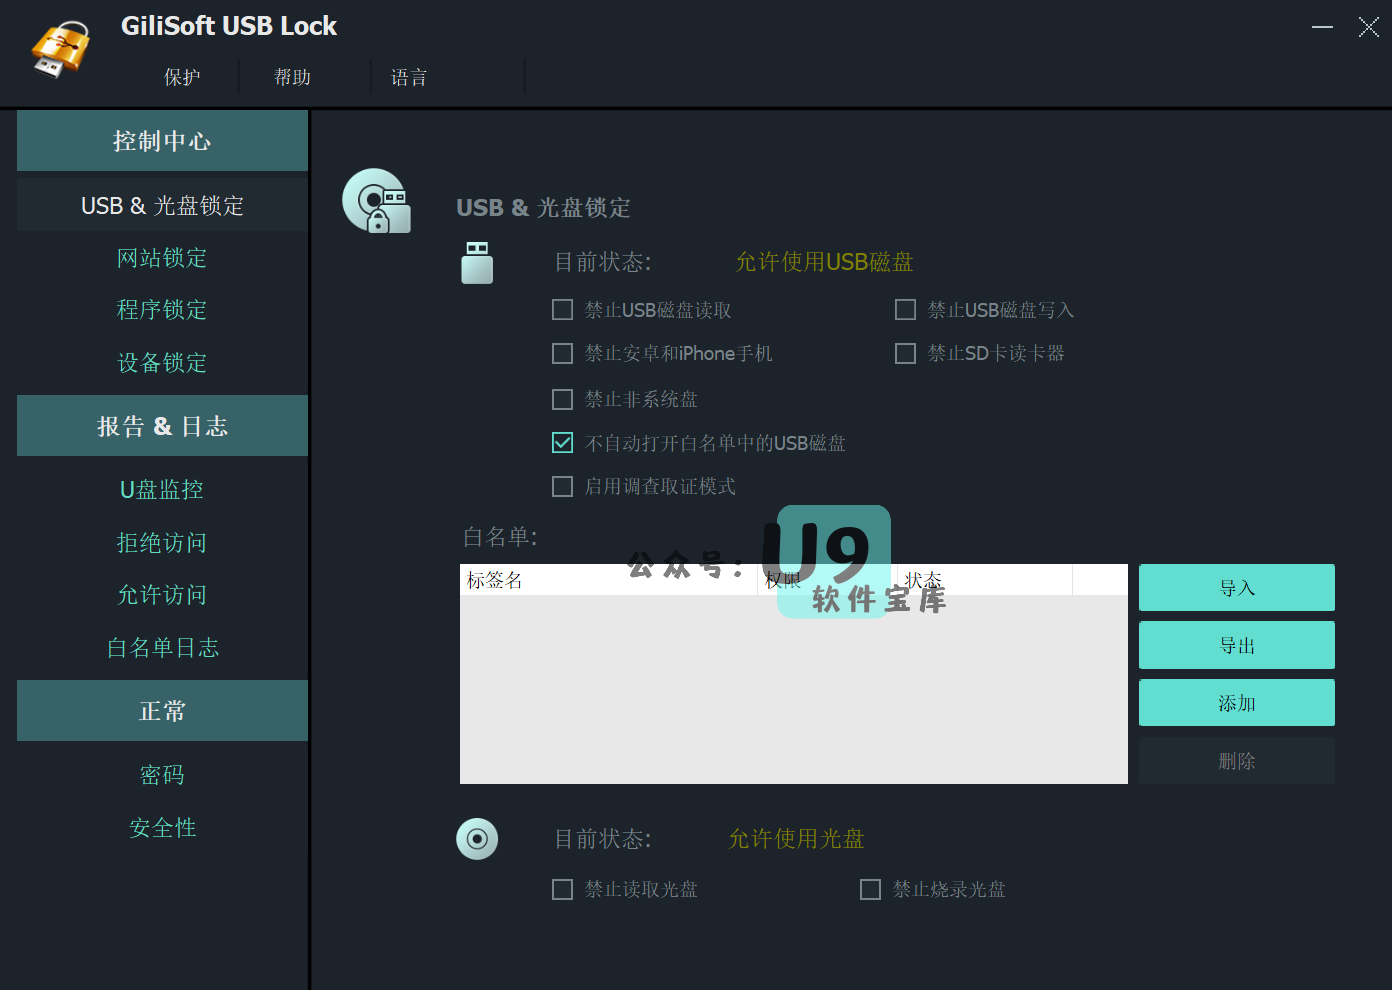 GiliSoft USB Lock
保护
帮助
语言
控制中心
USB & 光盘锁定
网站锁定
程序锁定
设备锁定
报告 & 日志
U盘监控
拒绝访问
允许访问
白名单日志
正常
密码
安全性
USB & 光盘锁定
目前状态: 允许使用USB磁盘
禁止USB磁盘读取 禁止USB磁盘写入
禁止安卓和iPhone手机 禁止SD卡读卡器
禁止非系统盘
不自动打开白名单中的USB磁盘
启用调查取证模式
白名单:
公众号: U9
软件宝库
标签名 权限 状态
导入
导出
添加
删除
目前状态: 允许使用光盘
禁止读取光盘 禁止烧录光盘